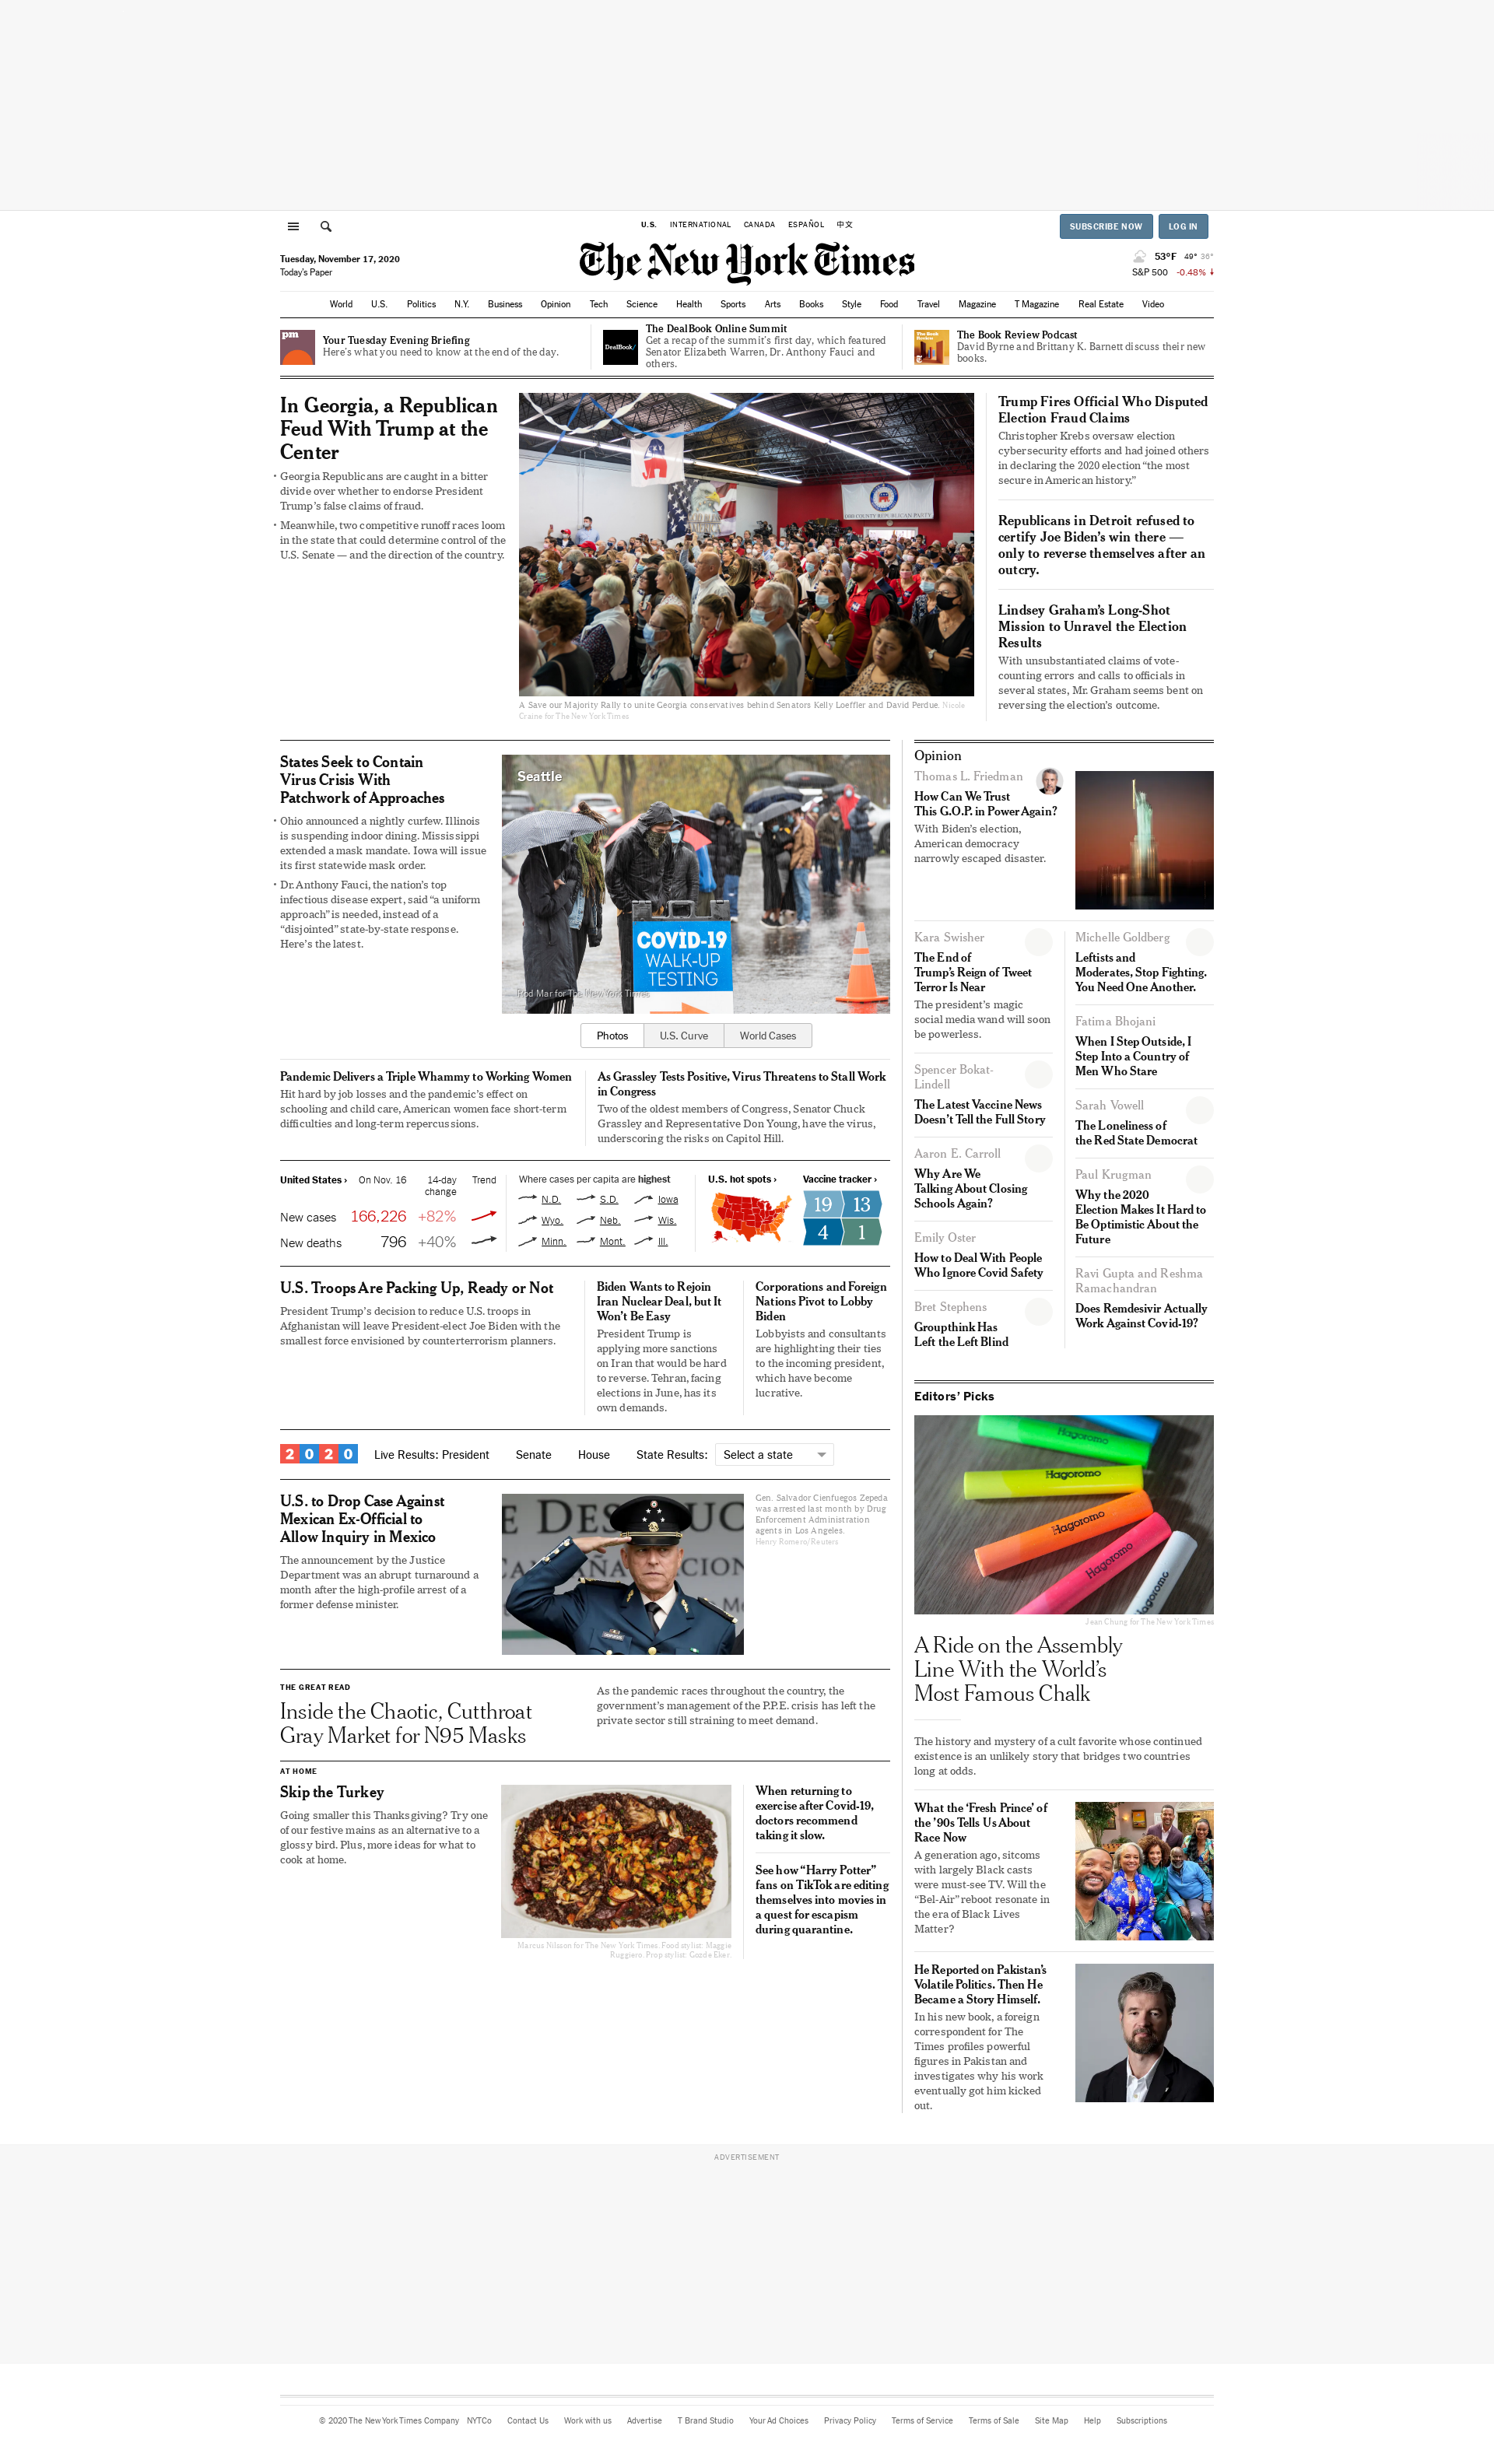 U.S.
INTERNATIONAL
CANADA
ESPAÑOL
中文
SUBSCRIBE NOW
LOG IN
Tuesday, November 17, 2020
Today's Paper
The New York Times
53°F 49° 36°
S&P 500 -0.48%
World
U.S.
Politics
N.Y.
Business
Opinion
Tech
Science
Health
Sports
Arts
Books
Style
Food
Travel
Magazine
T Magazine
Real Estate
Video
pm
Your Tuesday Evening Briefing
Here's what you need to know at the end of the day.
DealBook/
The DealBook Online Summit
Get a recap of the summit's first day, which featured
Senator Elizabeth Warren, Dr. Anthony Fauci and
others.
The Book Review
The Book Review Podcast
David Byrne and Brittany K. Barnett discuss their new
books.
In Georgia, a Republican
Feud With Trump at the
Center
• Georgia Republicans are caught in a bitter
divide over whether to endorse President
Trump's false claims of fraud.
• Meanwhile, two competitive runoff races loom
in the state that could determine control of the
U.S. Senate — and the direction of the country.
COUNTY REPUBLICAN PARTY
A Save our Majority Rally to unite Georgia conservatives behind Senators Kelly Loeffler and David Perdue. Nicole
Craine for The New York Times
Trump Fires Official Who Disputed
Election Fraud Claims
Christopher Krebs oversaw election
cybersecurity efforts and had joined others
in declaring the 2020 election “the most
secure in American history.”
Republicans in Detroit refused to
certify Joe Biden's win there —
only to reverse themselves after an
outcry.
Lindsey Graham's Long-Shot
Mission to Unravel the Election
Results
With unsubstantiated claims of vote-
counting errors and calls to officials in
several states, Mr. Graham seems bent on
reversing the election's outcome.
States Seek to Contain
Virus Crisis With
Patchwork of Approaches
• Ohio announced a nightly curfew. Illinois
is suspending indoor dining. Mississippi
extended a mask mandate. Iowa will issue
its first statewide mask order.
• Dr. Anthony Fauci, the nation's top
infectious disease expert, said “a uniform
approach” is needed, instead of a
“disjointed” state-by-state response.
Here's the latest.
Seattle
COVID-19
WALK-UP
TESTING
Rod Mar for The New York Times
Photos
U.S. Curve
World Cases
Pandemic Delivers a Triple Whammy to Working Women
Hit hard by job losses and the pandemic's effect on
schooling and child care, American women face short-term
difficulties and long-term repercussions.
As Grassley Tests Positive, Virus Threatens to Stall Work
in Congress
Two of the oldest members of Congress, Senator Chuck
Grassley and Representative Don Young, have the virus,
underscoring the risks on Capitol Hill.
United States › On Nov. 16 14-day change Trend
New cases 166,226 +82%
New deaths 796 +40%
Where cases per capita are highest
N.D. S.D. Iowa
Wyo. Neb. Wis.
Minn. Mont. Ill.
U.S. hot spots ›
Vaccine tracker ›
19 13
4 1
U.S. Troops Are Packing Up, Ready or Not
President Trump's decision to reduce U.S. troops in
Afghanistan will leave President-elect Joe Biden with the
smallest force envisioned by counterterrorism planners.
Biden Wants to Rejoin
Iran Nuclear Deal, but It
Won't Be Easy
President Trump is
applying more sanctions
on Iran that would be hard
to reverse. Tehran, facing
elections in June, has its
own demands.
Corporations and Foreign
Nations Pivot to Lobby
Biden
Lobbyists and consultants
are highlighting their ties
to the incoming president,
which have become
lucrative.
2020
Live Results: President
Senate
House
State Results:
Select a state
U.S. to Drop Case Against
Mexican Ex-Official to
Allow Inquiry in Mexico
The announcement by the Justice
Department was an abrupt turnaround a
month after the high-profile arrest of a
former defense minister.
Gen. Salvador Cienfuegos Zepeda
was arrested last month by Drug
Enforcement Administration
agents in Los Angeles.
Henry Romero/Reuters
THE GREAT READ
Inside the Chaotic, Cutthroat
Gray Market for N95 Masks
As the pandemic races throughout the country, the
government's management of the P.P.E. crisis has left the
private sector still straining to meet demand.
AT HOME
Skip the Turkey
Going smaller this Thanksgiving? Try one
of our festive mains as an alternative to a
glossy bird. Plus, more ideas for what to
cook at home.
Marcus Nilsson for The New York Times. Food stylist: Maggie
Ruggiero. Prop stylist: Gozde Eker.
When returning to
exercise after Covid-19,
doctors recommend
taking it slow.
See how “Harry Potter”
fans on TikTok are editing
themselves into movies in
a quest for escapism
during quarantine.
Opinion
Thomas L. Friedman
How Can We Trust
This G.O.P. in Power Again?
With Biden's election,
American democracy
narrowly escaped disaster.
Kara Swisher
The End of
Trump's Reign of Tweet
Terror Is Near
The president's magic
social media wand will soon
be powerless.
Spencer Bokat-
Lindell
The Latest Vaccine News
Doesn't Tell the Full Story
Aaron E. Carroll
Why Are We
Talking About Closing
Schools Again?
Emily Oster
How to Deal With People
Who Ignore Covid Safety
Bret Stephens
Groupthink Has
Left the Left Blind
Michelle Goldberg
Leftists and
Moderates, Stop Fighting.
You Need One Another.
Fatima Bhojani
When I Step Outside, I
Step Into a Country of
Men Who Stare
Sarah Vowell
The Loneliness of
the Red State Democrat
Paul Krugman
Why the 2020
Election Makes It Hard to
Be Optimistic About the
Future
Ravi Gupta and Reshma
Ramachandran
Does Remdesivir Actually
Work Against Covid-19?
Editors' Picks
Hagoromo
Hagoromo
Hagoromo
Hagoromo
Jean Chung for The New York Times
A Ride on the Assembly
Line With the World's
Most Famous Chalk
The history and mystery of a cult favorite whose continued
existence is an unlikely story that bridges two countries
long at odds.
What the ‘Fresh Prince’ of
the ’90s Tells Us About
Race Now
A generation ago, sitcoms
with largely Black casts
were must-see TV. Will the
“Bel-Air” reboot resonate in
the era of Black Lives
Matter?
He Reported on Pakistan's
Volatile Politics. Then He
Became a Story Himself.
In his new book, a foreign
correspondent for The
Times profiles powerful
figures in Pakistan and
investigates why his work
eventually got him kicked
out.
ADVERTISEMENT
© 2020 The New York Times Company
NYTCo
Contact Us
Work with us
Advertise
T Brand Studio
Your Ad Choices
Privacy Policy
Terms of Service
Terms of Sale
Site Map
Help
Subscriptions